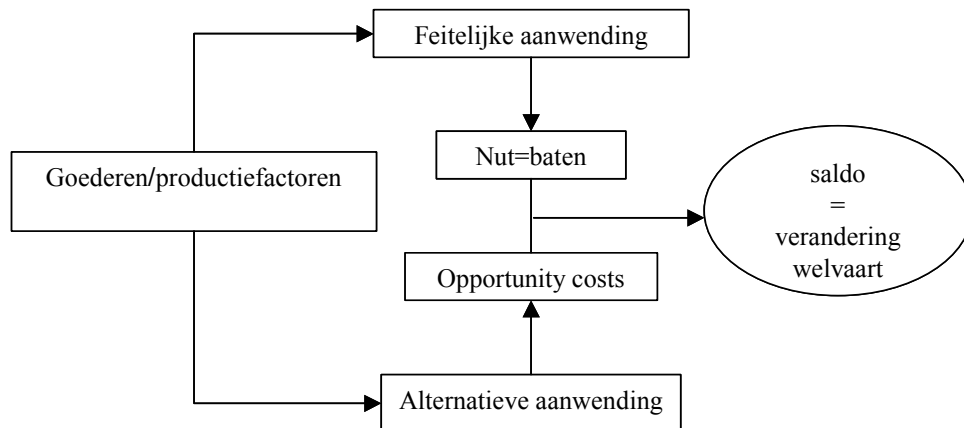 Feitelijke aanwending
Nut=baten
Goederen/productiefactoren
saldo
=
verandering
welvaart
Opportunity costs
Alternatieve aanwending